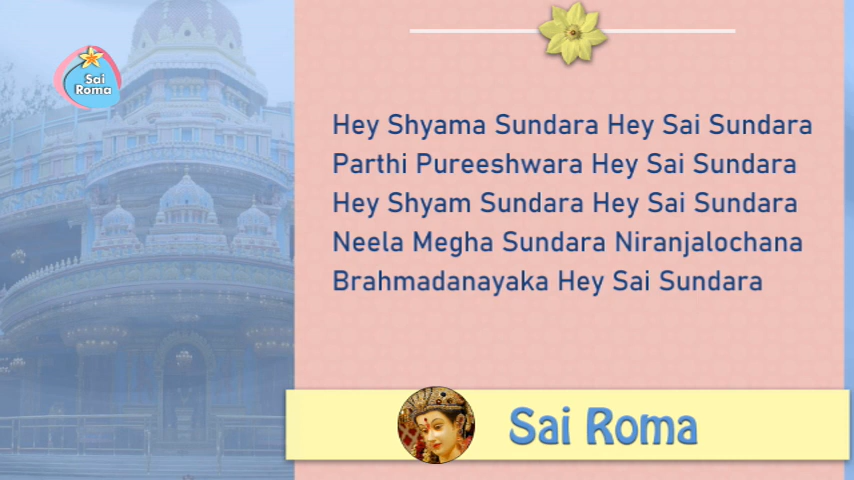 Sai
Roma
Hey Shyama Sundara Hey Sai Sundara
Parthi Pureeshwara Hey Sai Sundara
Hey Shyam Sundara Hey Sai Sundara
Neela Megha Sundara Niranjalochana
Brahmadanayaka Hey Sai Sundara
Sai Roma